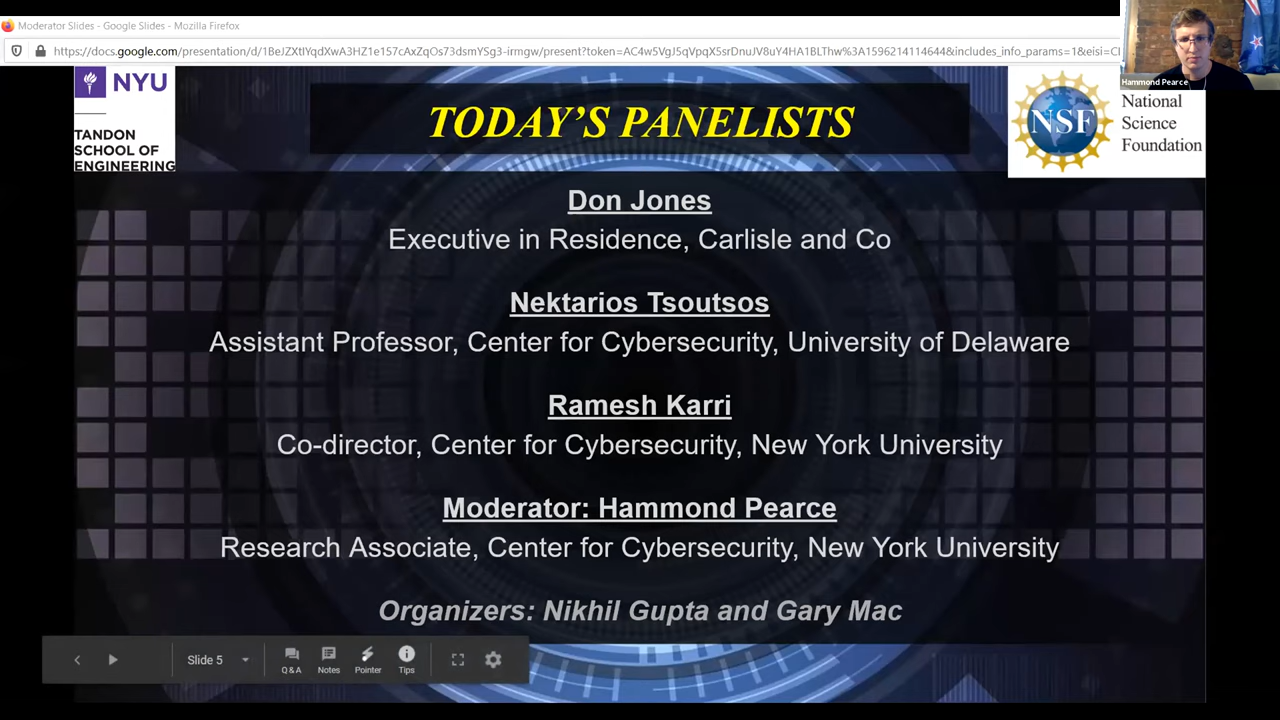 Moderator Slides - Google Slides - Mozilla Firefox
https://docs.google.com/presentation/d/1BeJZXtIYqdXwA3HZ1e157cAxZqOs73dsmYSg3-irmgw/present?token=AC4w5VgJ5qVpqX5srDnuJV8uY4HA1BLThw%3A1596214114644&includes_info_params=1&eisi=CI
Hammond Pearce
NYU
TANDON
SCHOOL OF
ENGINEERING
TODAY'S PANELISTS
NSF
National
Science
Foundation
Don Jones
Executive in Residence, Carlisle and Co
Nektarios Tsoutsos
Assistant Professor, Center for Cybersecurity, University of Delaware
Ramesh Karri
Co-director, Center for Cybersecurity, New York University
Moderator: Hammond Pearce
Research Associate, Center for Cybersecurity, New York University
Organizers: Nikhil Gupta and Gary Mac
Slide 5
Q&A
Notes
Pointer
Tips